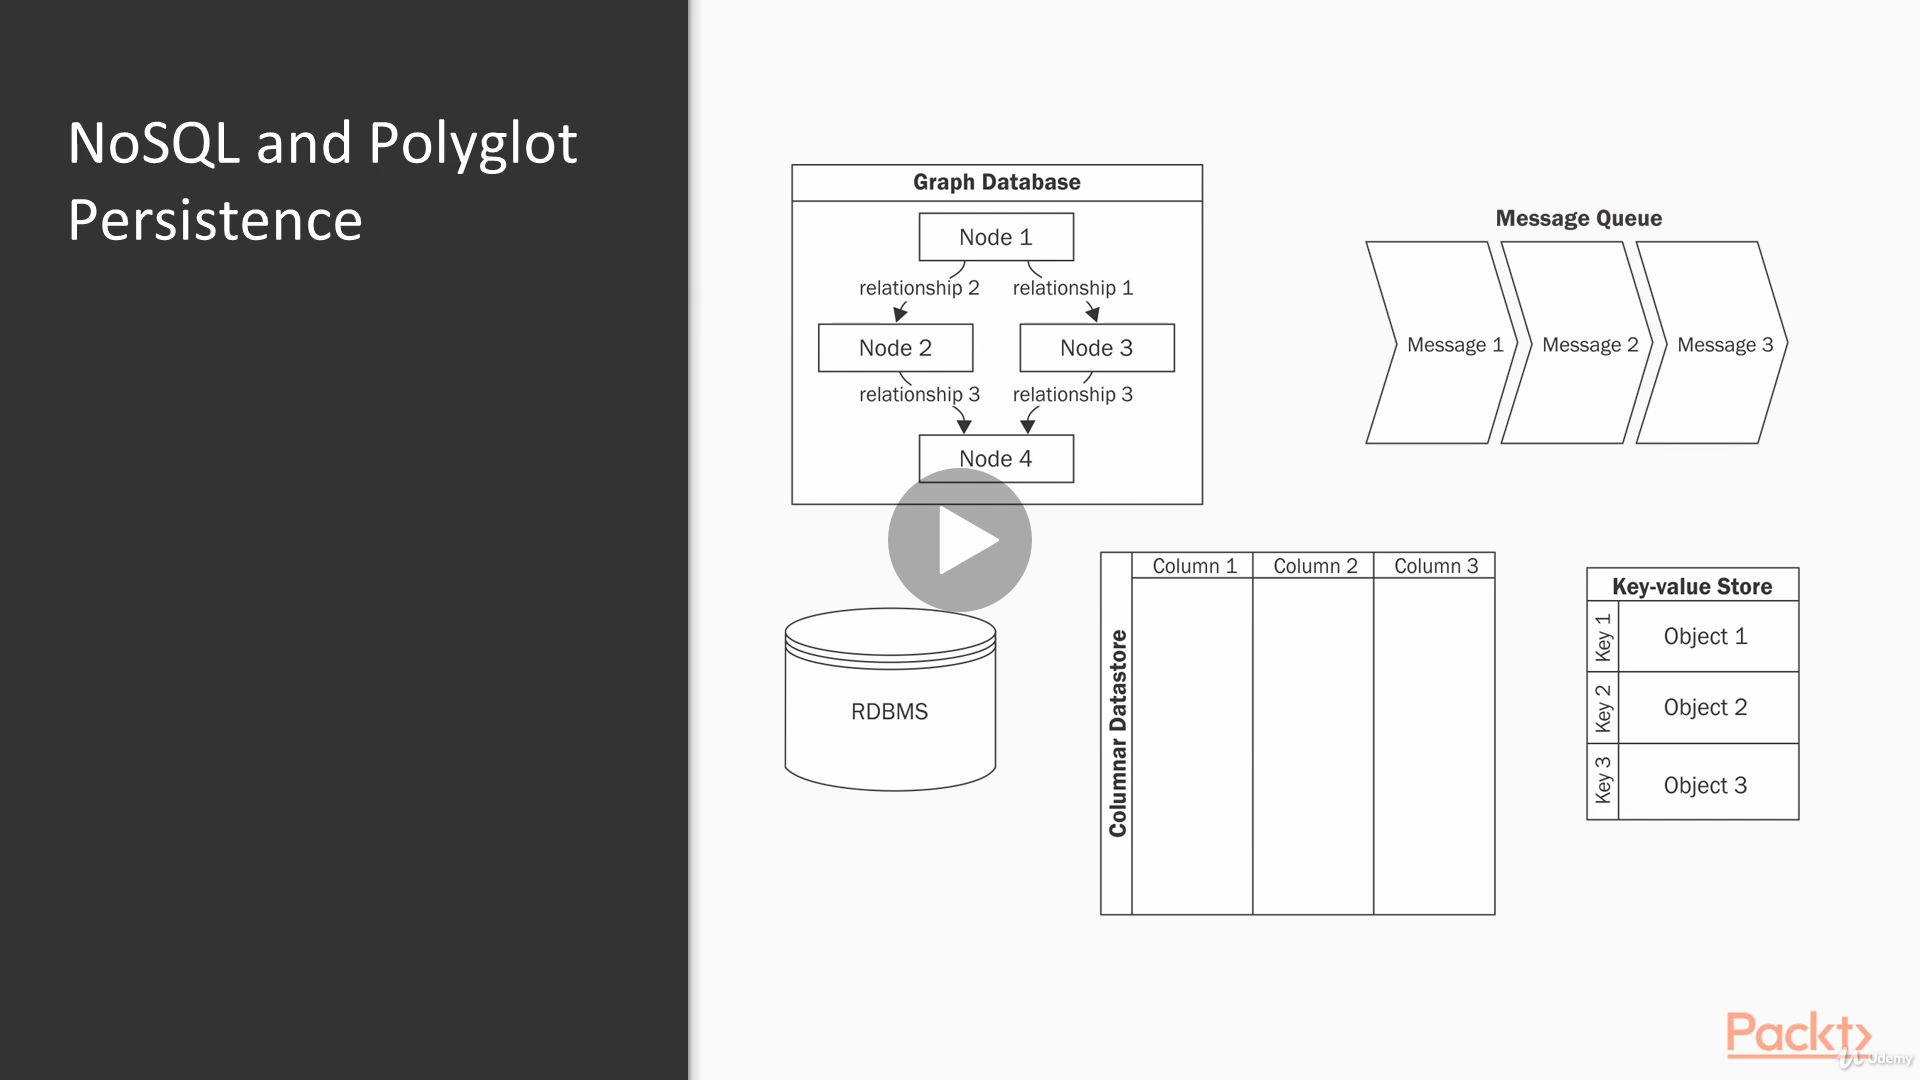 NoSQL and Polyglot
Persistence
Graph Database
Node 1
relationship 2 relationship 1
Node 2 Node 3
relationship 3 relationship 3
Node 4
Message Queue
Message 1 Message 2 Message 3
RDBMS
Columnar Datastore
Column 1 Column 2 Column 3
Key-value Store
Key 1 Object 1
Key 2 Object 2
Key 3 Object 3
Packt
Udemy